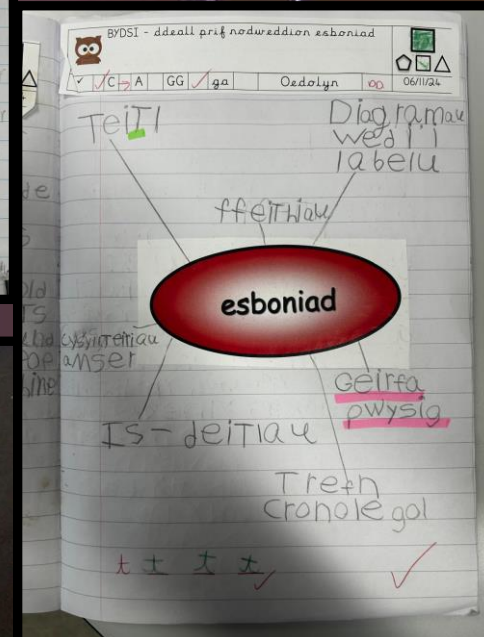 BYDSI - ddeall prif nodweddion esboniad
C → A GG ga Oedolyn 06/11/24
TeiTl
Diagramau
wedi'i
labelu
ffeiThiau
esboniad
cysyllTeiriau
amser
Geirfa
pwysig
Is-deiTlau
Trefn
Cronolegol
t t t t